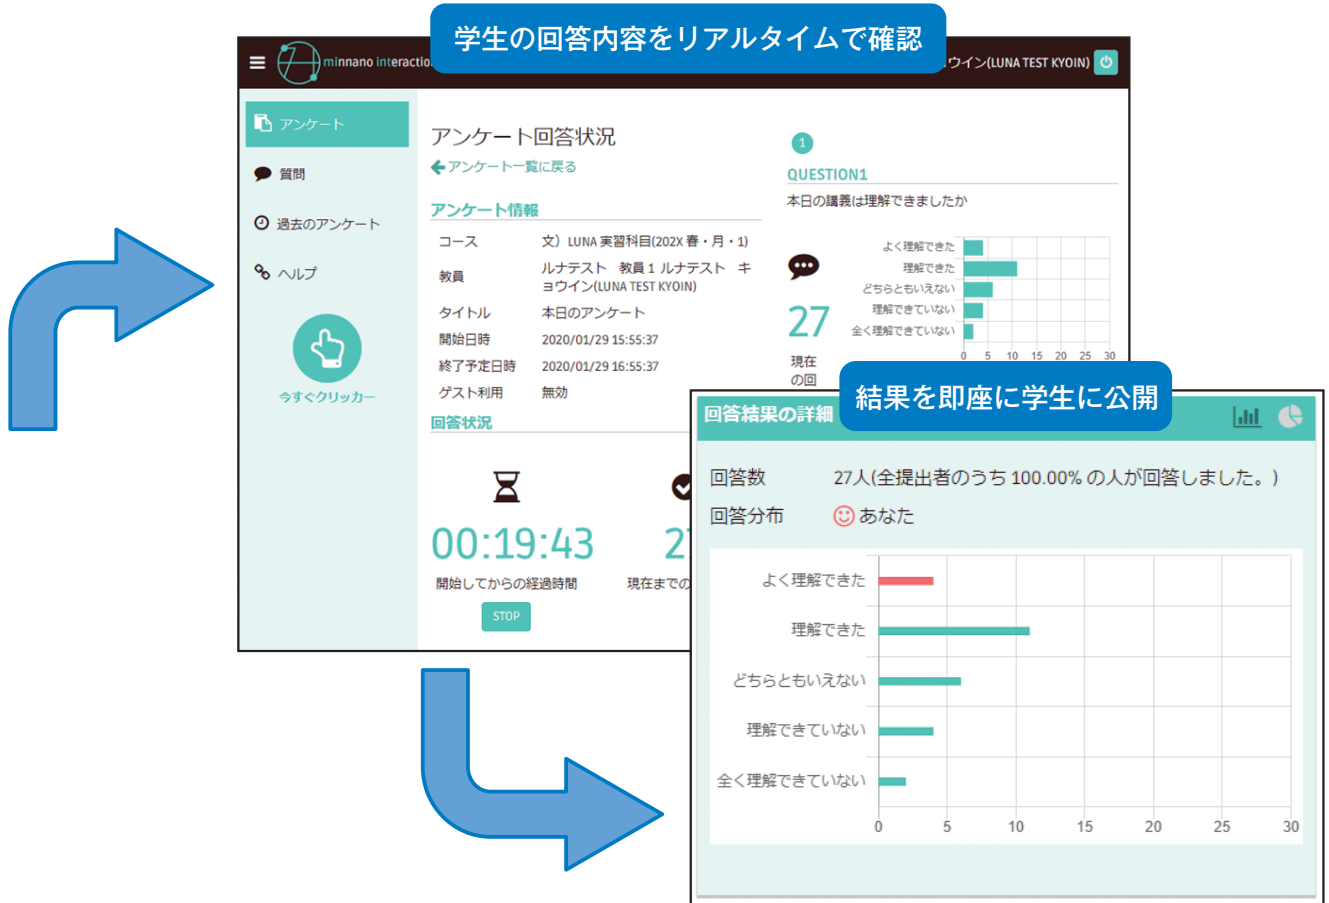 学生の回答内容をリアルタイムで確認
minnano interactio
ウイン(LUNA TEST KYOIN)
アンケート
質問
過去のアンケート
ヘルプ
今すぐクリッカー
アンケート回答状況
アンケート一覧に戻る
アンケート情報
コース 文）LUNA 実習科目(202X 春・月・1)
教員 ルナテスト 教員 1 ルナテスト キ
ョウイン(LUNA TEST KYOIN)
タイトル 本日のアンケート
開始日時 2020/01/29 15:55:37
終了予定日時 2020/01/29 16:55:37
ゲスト利用 無効
回答状況
00:19:43
開始してからの経過時間
STOP
現在までの
1
QUESTION1
本日の講義は理解できましたか
27
現在
の回
よく理解できた
理解できた
どちらともいえない
理解できていない
全く理解できていない
0 5 10 15 20 25 30
結果を即座に学生に公開
回答結果の詳細
回答数 27人(全提出者のうち 100.00% の人が回答しました。)
回答分布 あなた
よく理解できた
理解できた
どちらともいえない
理解できていない
全く理解できていない
0 5 10 15 20 25 30